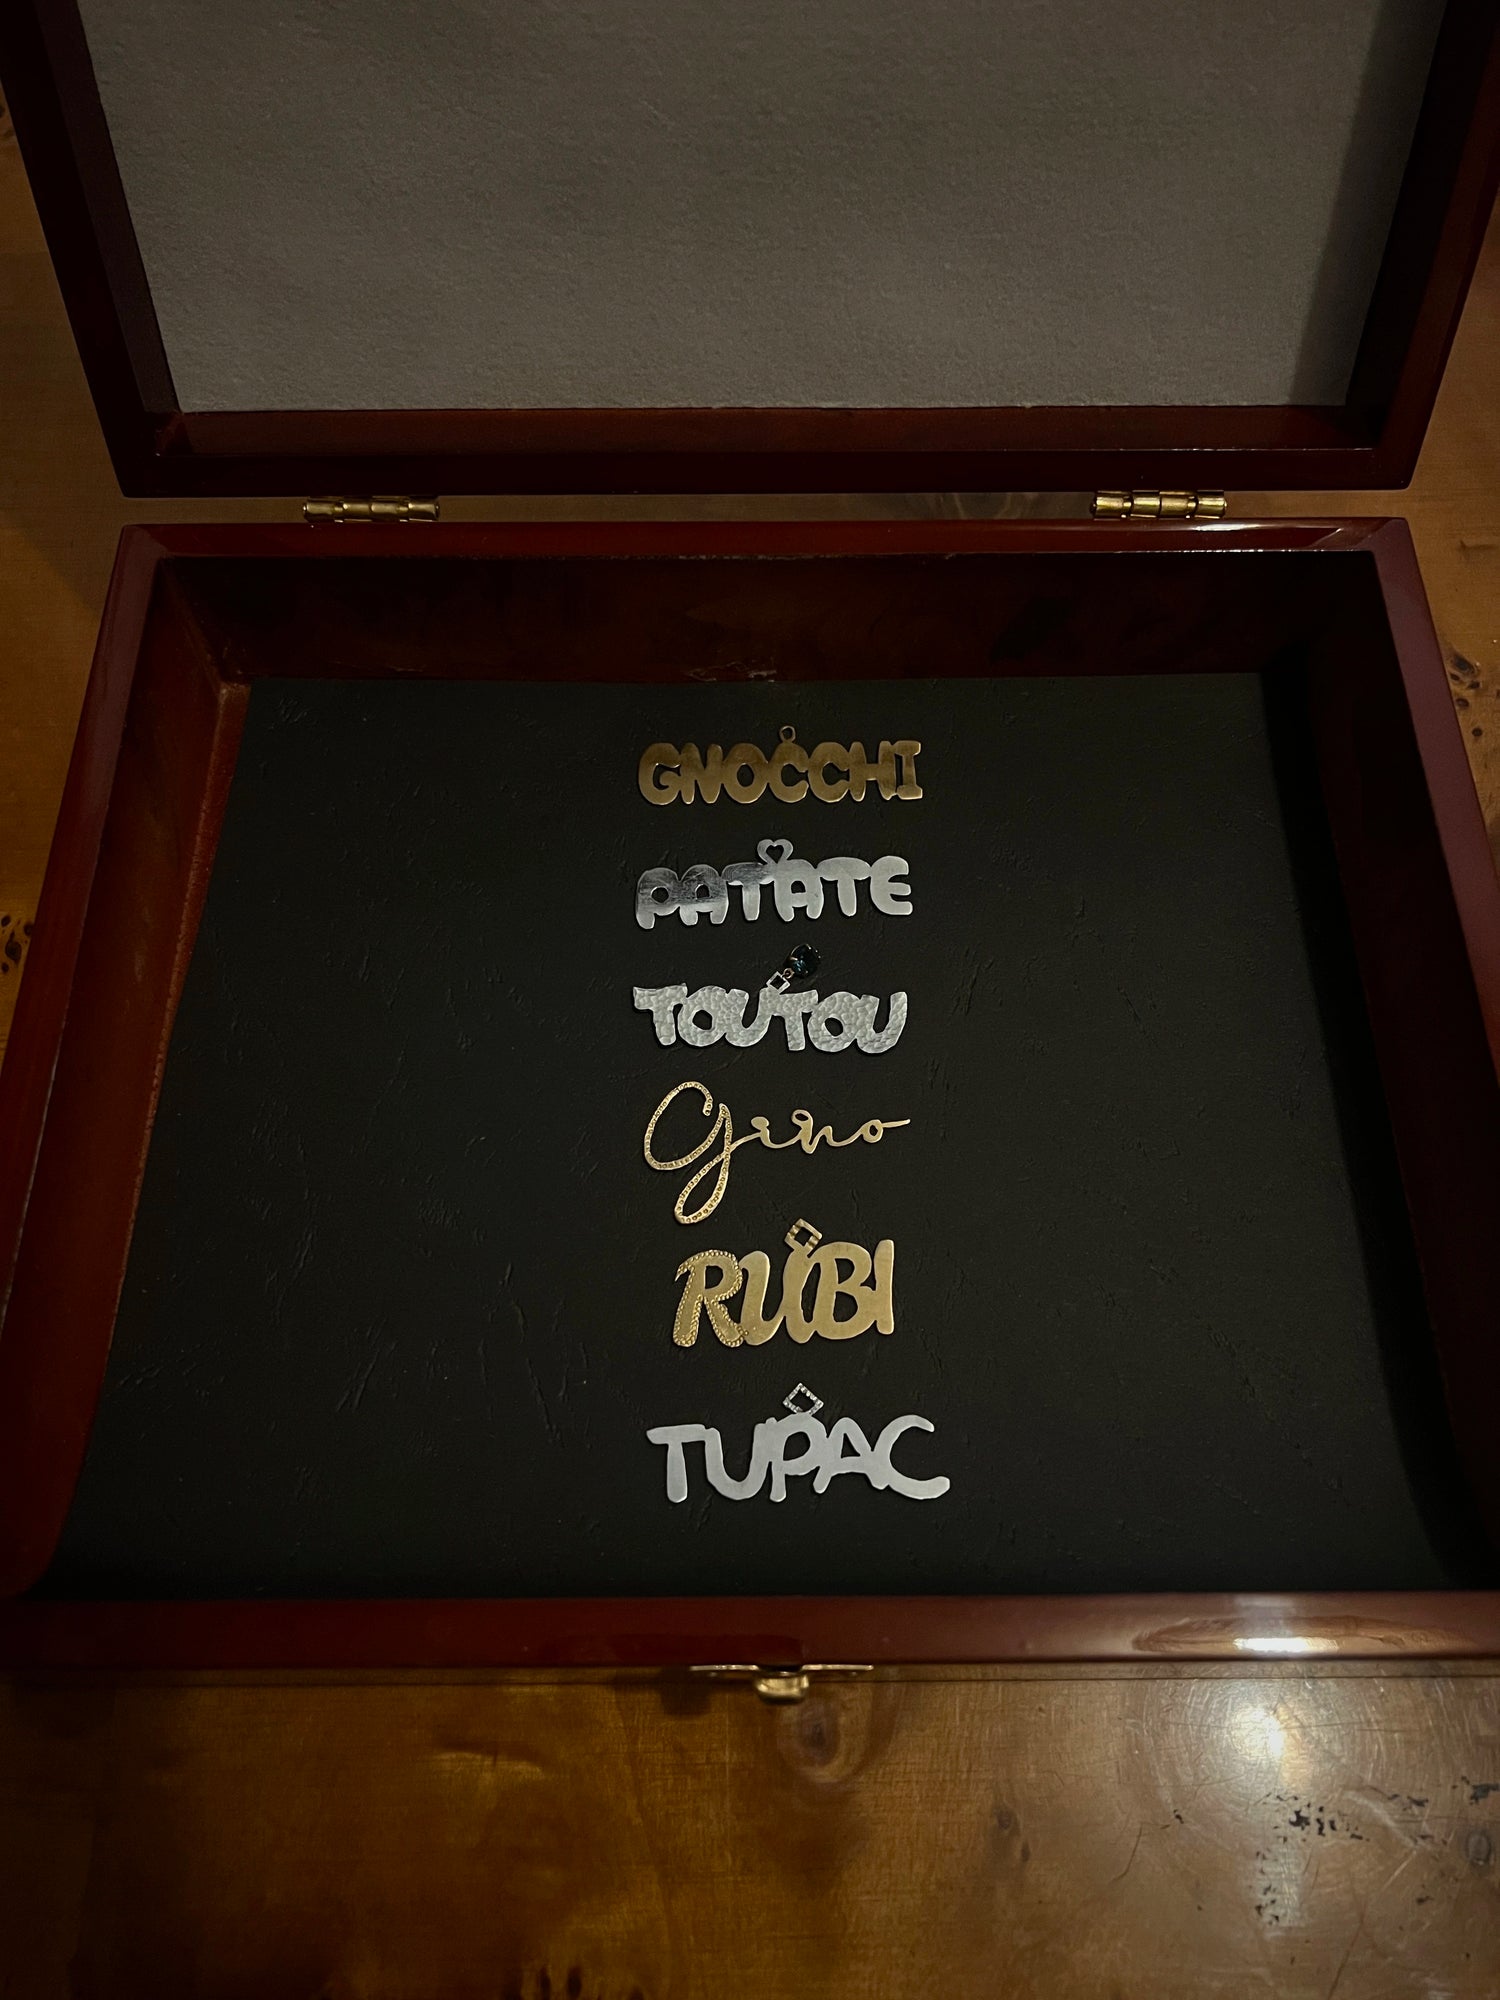 GNOCCHI
PATATE
TOUTOU
Gino
RUBI
TUPAC